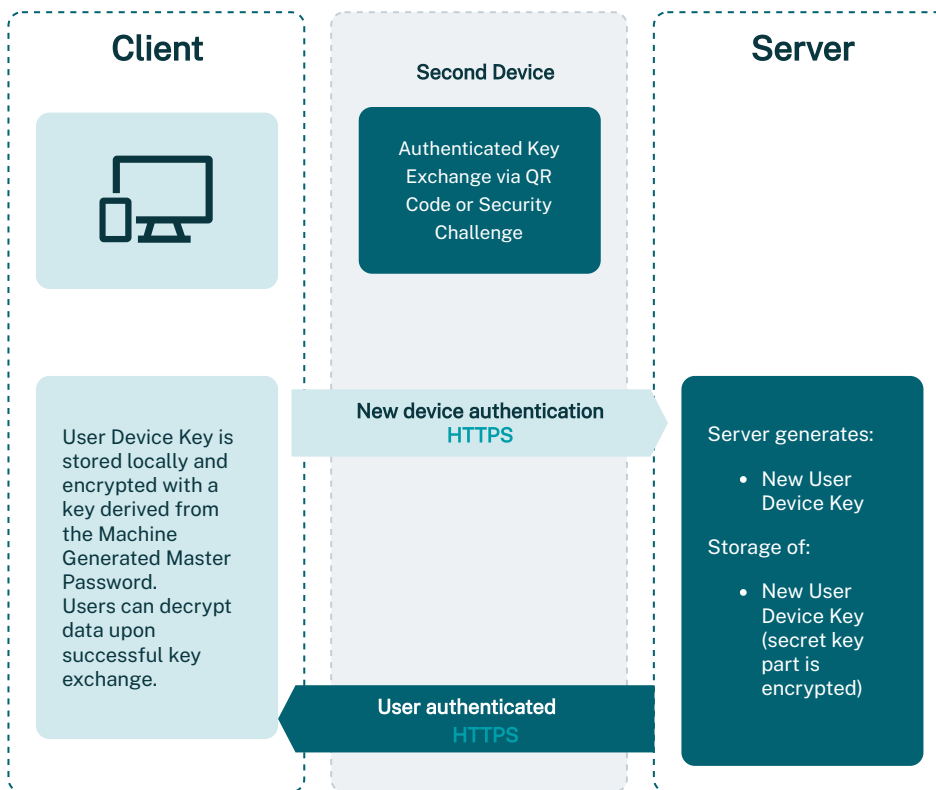 Client
Second Device
Server
Authenticated Key
Exchange via QR
Code or Security
Challenge
New device authentication
HTTPS
User Device Key is
stored locally and
encrypted with a
key derived from
the Machine
Generated Master
Password.
Users can decrypt
data upon
successful key
exchange.
Server generates:
• New User
Device Key
Storage of:
• New User
Device Key
(secret key
part is
encrypted)
User authenticated
HTTPS